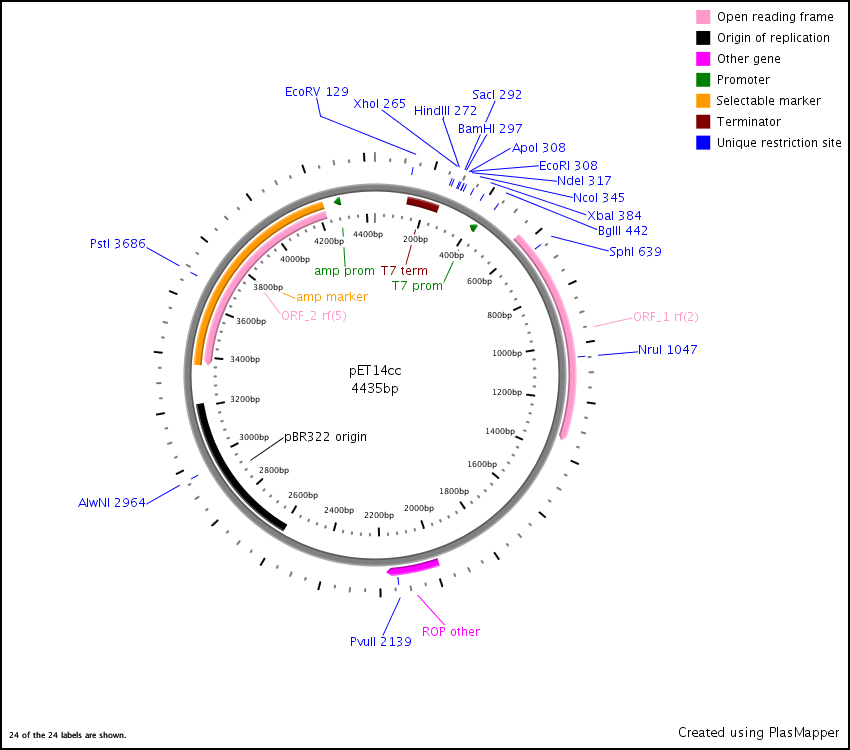 Open reading frame
Origin of replication
Other gene
Promoter
Selectable marker
Terminator
Unique restriction site
EcoRV 129
XhoI 265
HindIII 272
SacI 292
BamHI 297
ApoI 308
EcoRI 308
NdeI 317
NcoI 345
XbaI 384
BglII 442
SphI 639
PstI 3686
ORF_1 rf(2)
NruI 1047
AlwNI 2964
PvuII 2139
ROP other
amp prom
T7 term
T7 prom
amp marker
ORF_2 rf(5)
pBR322 origin
pET14cc
4435bp
200bp
400bp
600bp
800bp
1000bp
1200bp
1400bp
1600bp
1800bp
2000bp
2200bp
2400bp
2600bp
2800bp
3000bp
3200bp
3400bp
3600bp
3800bp
4000bp
4200bp
4400bp
24 of the 24 labels are shown.
Created using PlasMapper